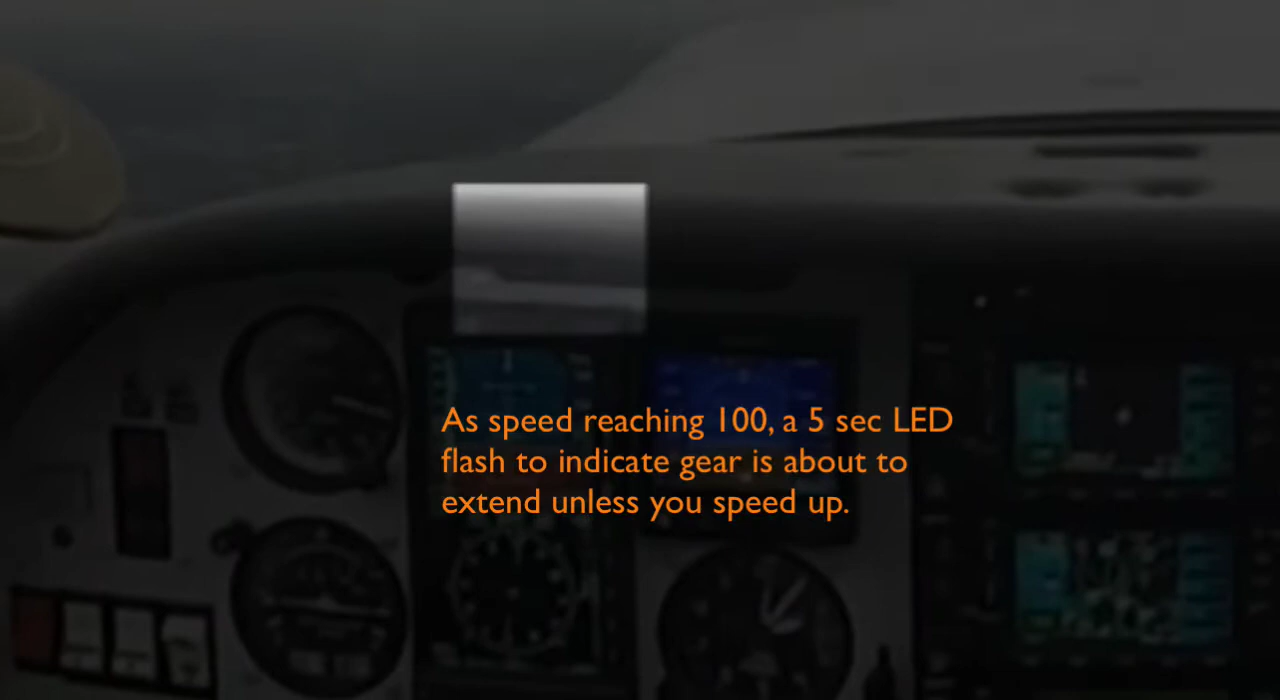 As speed reaching 100, a 5 sec LED
flash to indicate gear is about to
extend unless you speed up.